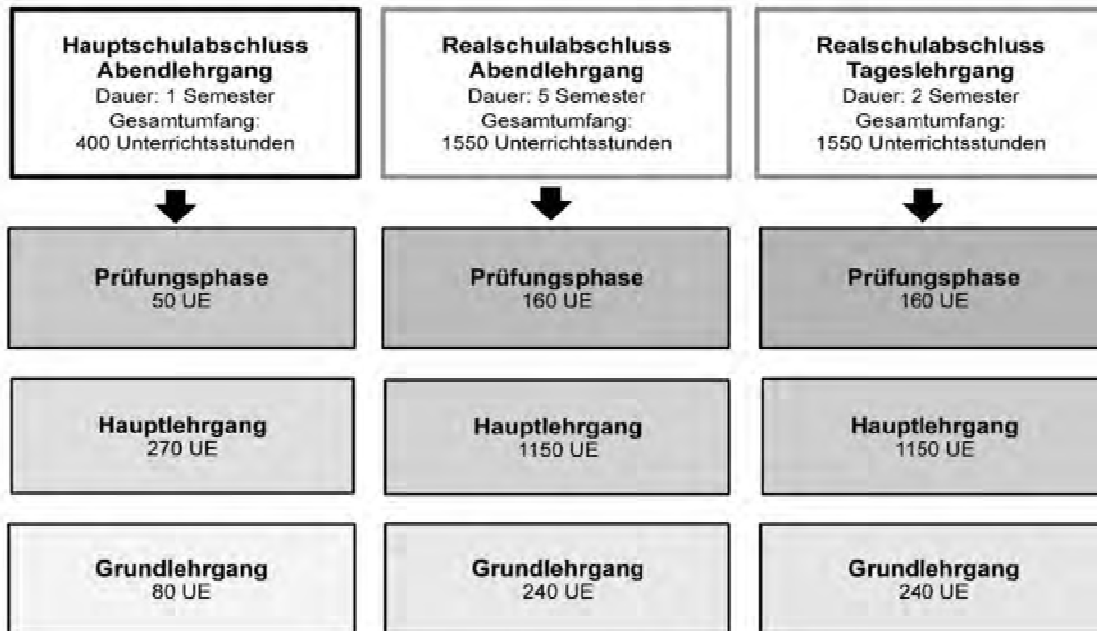 Hauptschulabschluss
Abendlehrgang
Dauer: 1 Semester
Gesamtumfang:
400 Unterrichtsstunden
Realschulabschluss
Abendlehrgang
Dauer: 5 Semester
Gesamtumfang:
1550 Unterrichtsstunden
Realschulabschluss
Tageslehrgang
Dauer: 2 Semester
Gesamtumfang:
1550 Unterrichtsstunden
Prüfungsphase
50 UE
Prüfungsphase
160 UE
Prüfungsphase
160 UE
Hauptlehrgang
270 UE
Hauptlehrgang
1150 UE
Hauptlehrgang
1150 UE
Grundlehrgang
80 UE
Grundlehrgang
240 UE
Grundlehrgang
240 UE